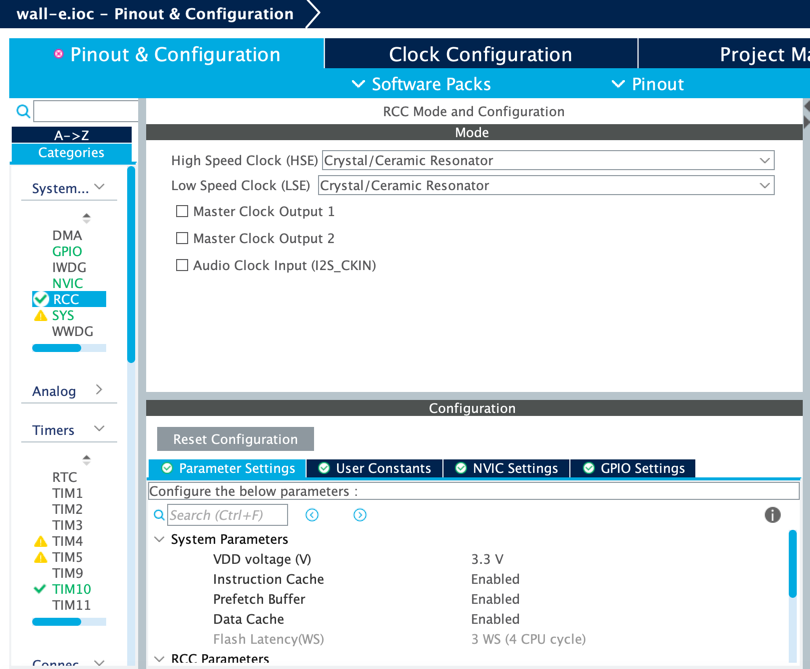 wall-e.ioc – Pinout & Configuration
Pinout & Configuration
Clock Configuration
Project Ma
Software Packs
Pinout
A->Z
Categories
System...
DMA
GPIO
IWDG
NVIC
RCC
SYS
WWDG
Analog
Timers
RTC
TIM1
TIM2
TIM3
TIM4
TIM5
TIM9
TIM10
TIM11
Connec
RCC Mode and Configuration
Mode
High Speed Clock (HSE) Crystal/Ceramic Resonator
Low Speed Clock (LSE) Crystal/Ceramic Resonator
Master Clock Output 1
Master Clock Output 2
Audio Clock Input (I2S_CKIN)
Configuration
Reset Configuration
Parameter Settings
User Constants
NVIC Settings
GPIO Settings
Configure the below parameters :
Search (Ctrl+F)
System Parameters
VDD voltage (V) 3.3 V
Instruction Cache Enabled
Prefetch Buffer Enabled
Data Cache Enabled
Flash Latency(WS) 3 WS (4 CPU cycle)
RCC Parameters